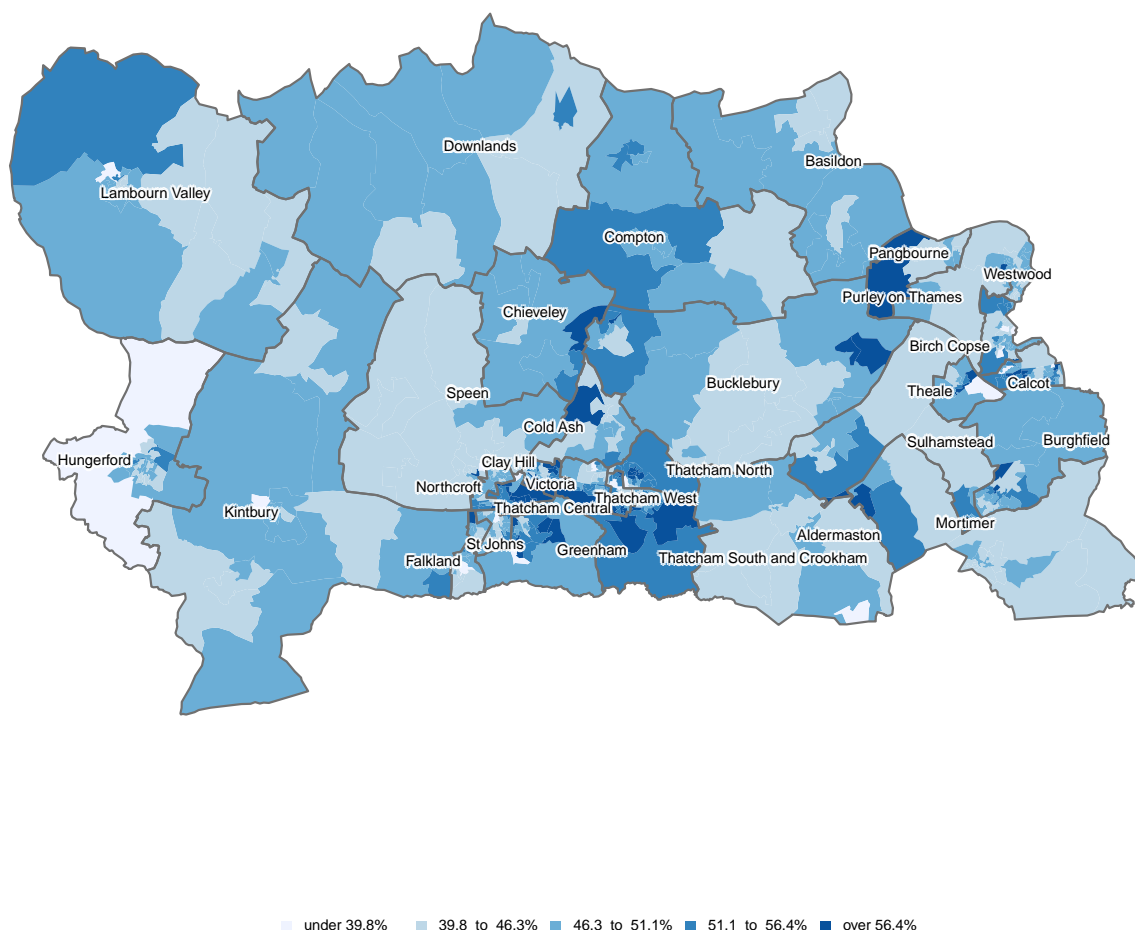 Downlands
Basildon
Lambourn Valley
Compton
Pangbourne
Westwood
Purley on Thames
Chieveley
Birch Copse
Speen
Bucklebury
Theale
Calcot
Cold Ash
Sulhamstead
Burghfield
Hungerford
Clay Hill
Thatcham North
Northcroft
Victoria
Thatcham West
Kintbury
Thatcham Central
Mortimer
Aldermaston
St Johns
Greenham
Falkland
Thatcham South and Crookham
under 39.8% 39.8 to 46.3% 46.3 to 51.1% 51.1 to 56.4% over 56.4%